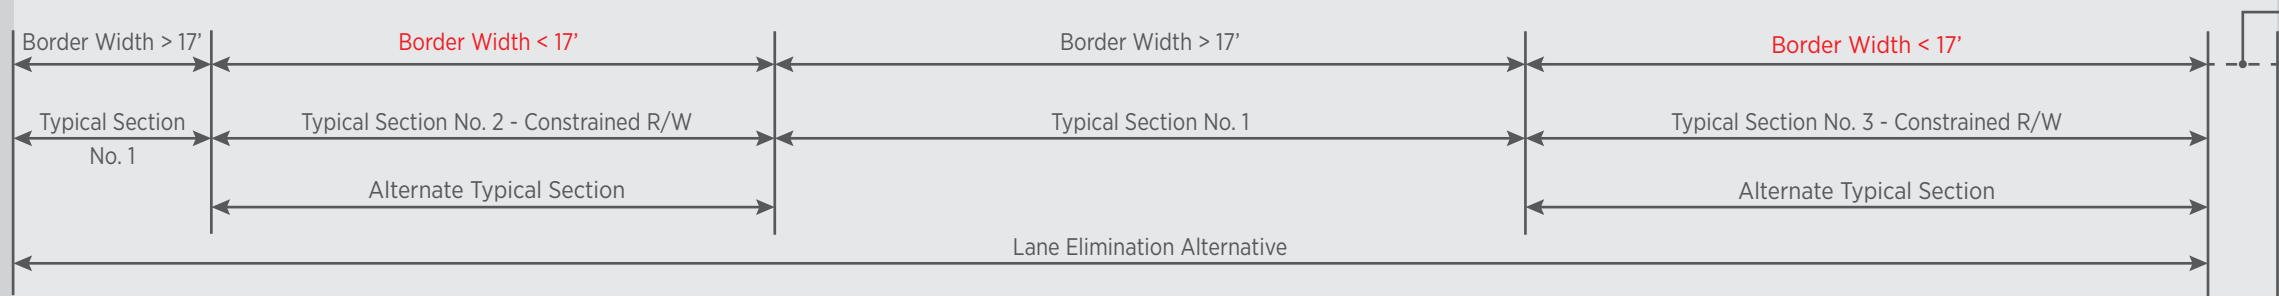 Border Width > 17’
Border Width < 17’
Border Width > 17’
Border Width < 17’
Typical Section
No. 1
Typical Section No. 2 - Constrained R/W
Typical Section No. 1
Typical Section No. 3 - Constrained R/W
Alternate Typical Section
Alternate Typical Section
Lane Elimination Alternative